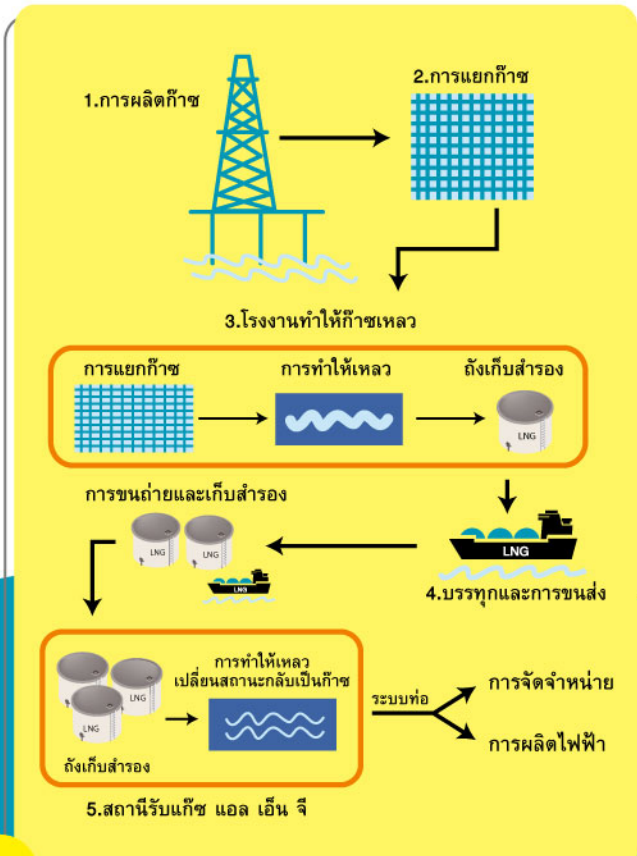 1.การผลิตก๊าซ
2.การแยกก๊าซ
3.โรงงานทำให้ก๊าซเหลว
การแยกก๊าซ
การทำให้เหลว
ถังเก็บสำรอง
LNG
การขนถ่ายและเก็บสำรอง
LNG
LNG
LNG
LNG
4.บรรทุกและการขนส่ง
LNG
LNG
LNG
การทำให้เหลว
เปลี่ยนสถานะกลับเป็นก๊าซ
ถังเก็บสำรอง
ระบบท่อ
การจัดจำหน่าย
การผลิตไฟฟ้า
5.สถานีรับแก๊ซ แอล เอ็น จี